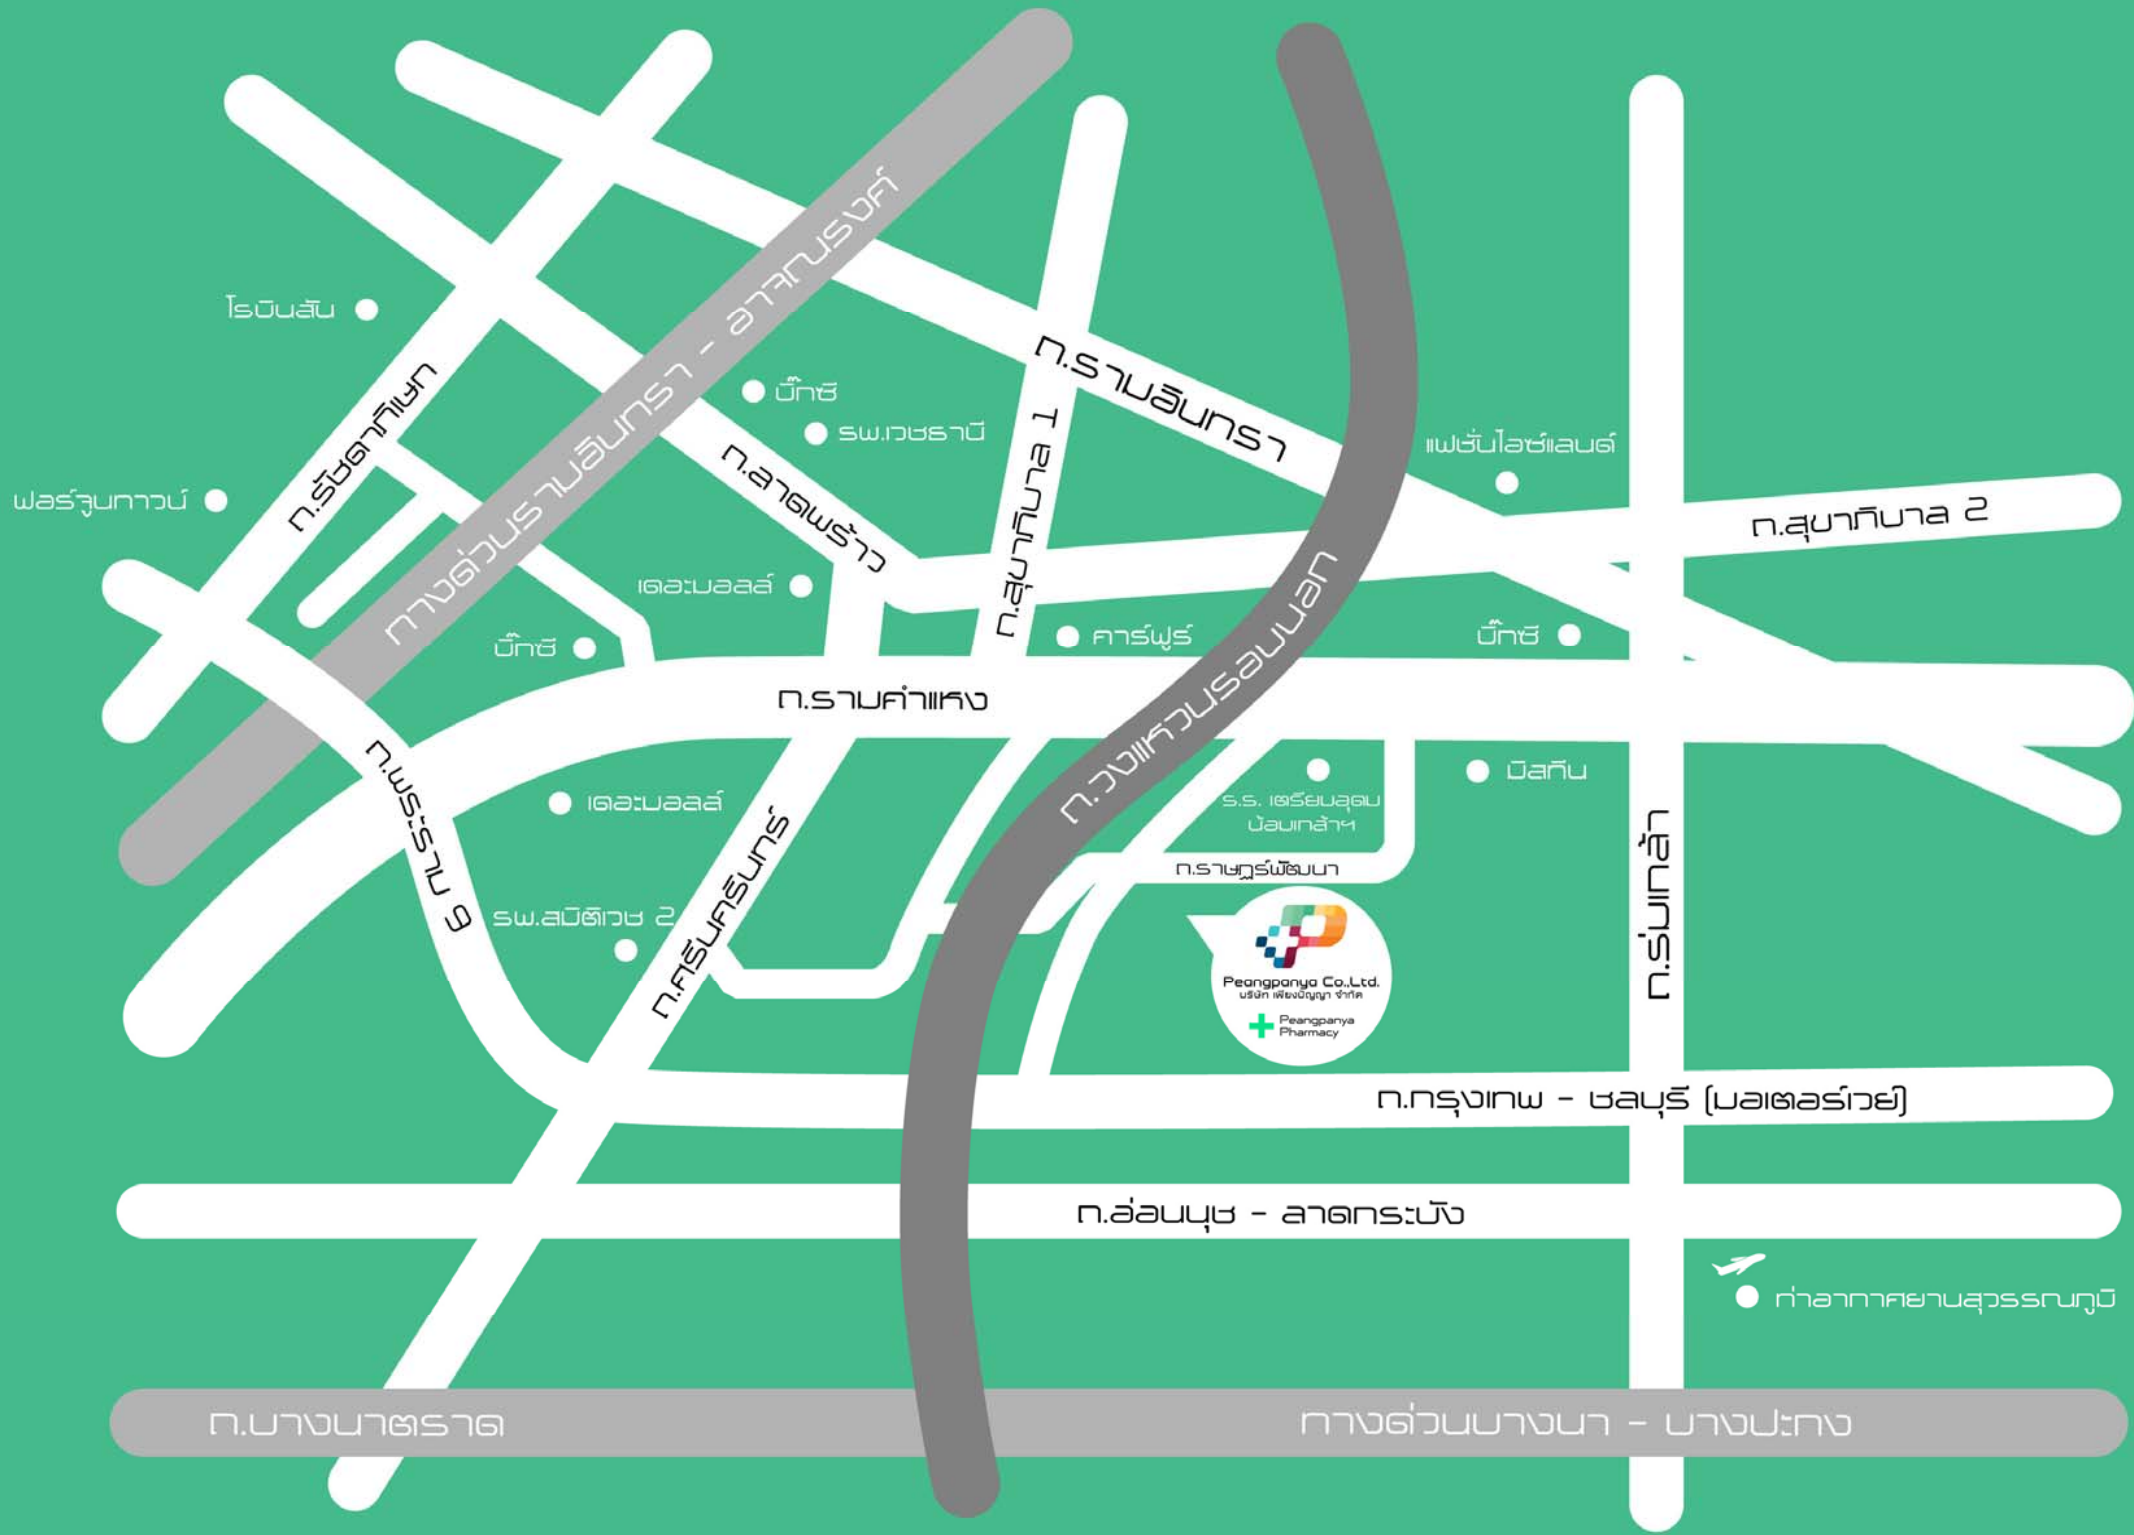 ทางด่วนรามอินทรา - อาจณรงค์
โรบินสัน
ถ.รามอินทรา
ถ.รัชดาภิเษก
บิ๊กซี
รพ.เวชธานี
ถ.ลาดพร้าว
ถ.สุขาภิบาล 1
แฟชั่นไอซ์แลนด์
ฟอร์จูนทาวน์
ถ.สุขาภิบาล 2
เดอะมอลล์
บิ๊กซี
คาร์ฟูร์
บิ๊กซี
ถ.วงแหวนรอบนอก
ถ.รามคำแหง
ถ.พระราม 9
เดอะมอลล์
ร.ร. เตรียมอุดม
น้อมเกล้าฯ
มิสทีน
ถ.ราษฎร์พัฒนา
ถ.ศรีนครินทร์
ถ.ร่มเกล้า
รพ.สมิติเวช 2
Peangpanya Co.,Ltd.
บริษัท เพียงปัญญา จำกัด
Peangpanya
Pharmacy
ถ.กรุงเทพ - ชลบุรี (มอเตอร์เวย์)
ถ.อ่อนนุช - ลาดกระบัง
ท่าอากาศยานสุวรรณภูมิ
ถ.บางนาตราด
ทางด่วนบางนา - บางปะกง